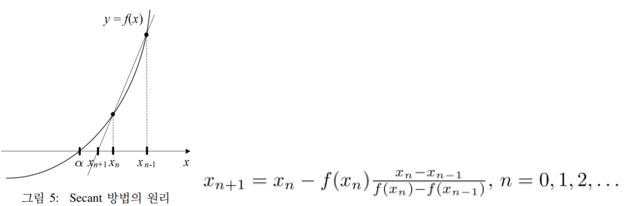 y = f(x)
α x_{n+1} x_n x_{n-1} x
그림 5: Secant 방법의 원리
x_{n+1} = x_n − f(x_n) \frac{x_n − x_{n−1}}{f(x_n) − f(x_{n−1})}, n = 0, 1, 2, . . .